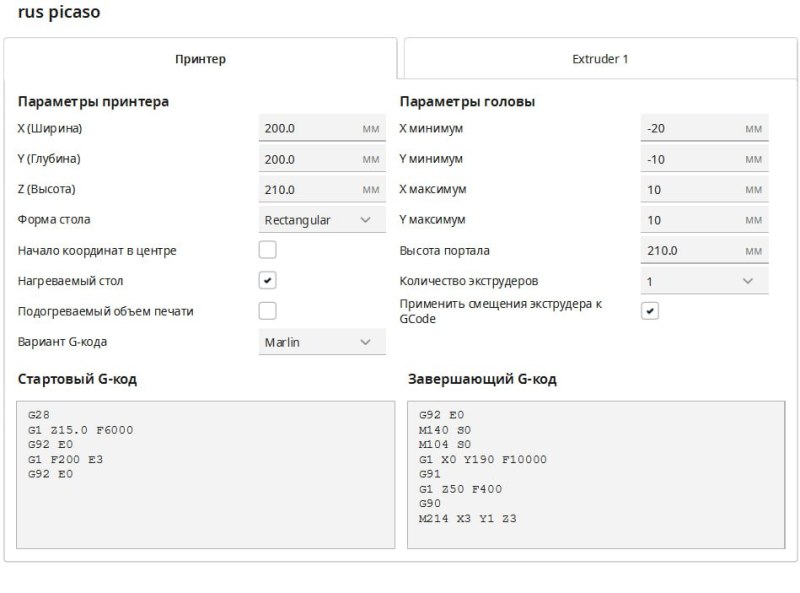 rus picaso
Принтер
Extruder 1
Параметры принтера
X (Ширина) 200.0 мм
Y (Глубина) 200.0 мм
Z (Высота) 210.0 мм
Форма стола Rectangular
Начало координат в центре
Нагреваемый стол
Подогреваемый объем печати
Вариант G-кода Marlin
Параметры головы
X минимум -20 мм
Y минимум -10 мм
X максимум 10 мм
Y максимум 10 мм
Высота портала 210.0 мм
Количество экструдеров 1
Применить смещения экструдера к
GCode
Стартовый G-код
G28
G1 Z15.0 F6000
G92 E0
G1 F200 E3
G92 E0
Завершающий G-код
G92 E0
M140 S0
M104 S0
G1 X0 Y190 F10000
G91
G1 Z50 F400
G90
M214 X3 Y1 Z3